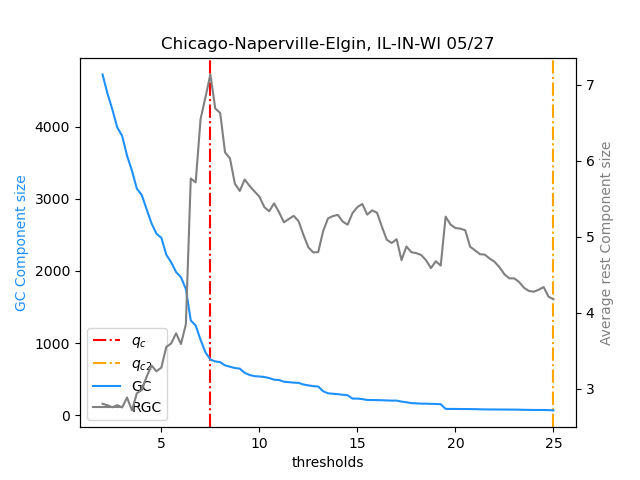 Chicago-Naperville-Elgin, IL-IN-WI 05/27
GC Component size
4000
3000
2000
1000
0
7
6
5
4
3
Average rest Component size
q_c
q_c2
GC
RGC
5 10 15 20 25
thresholds